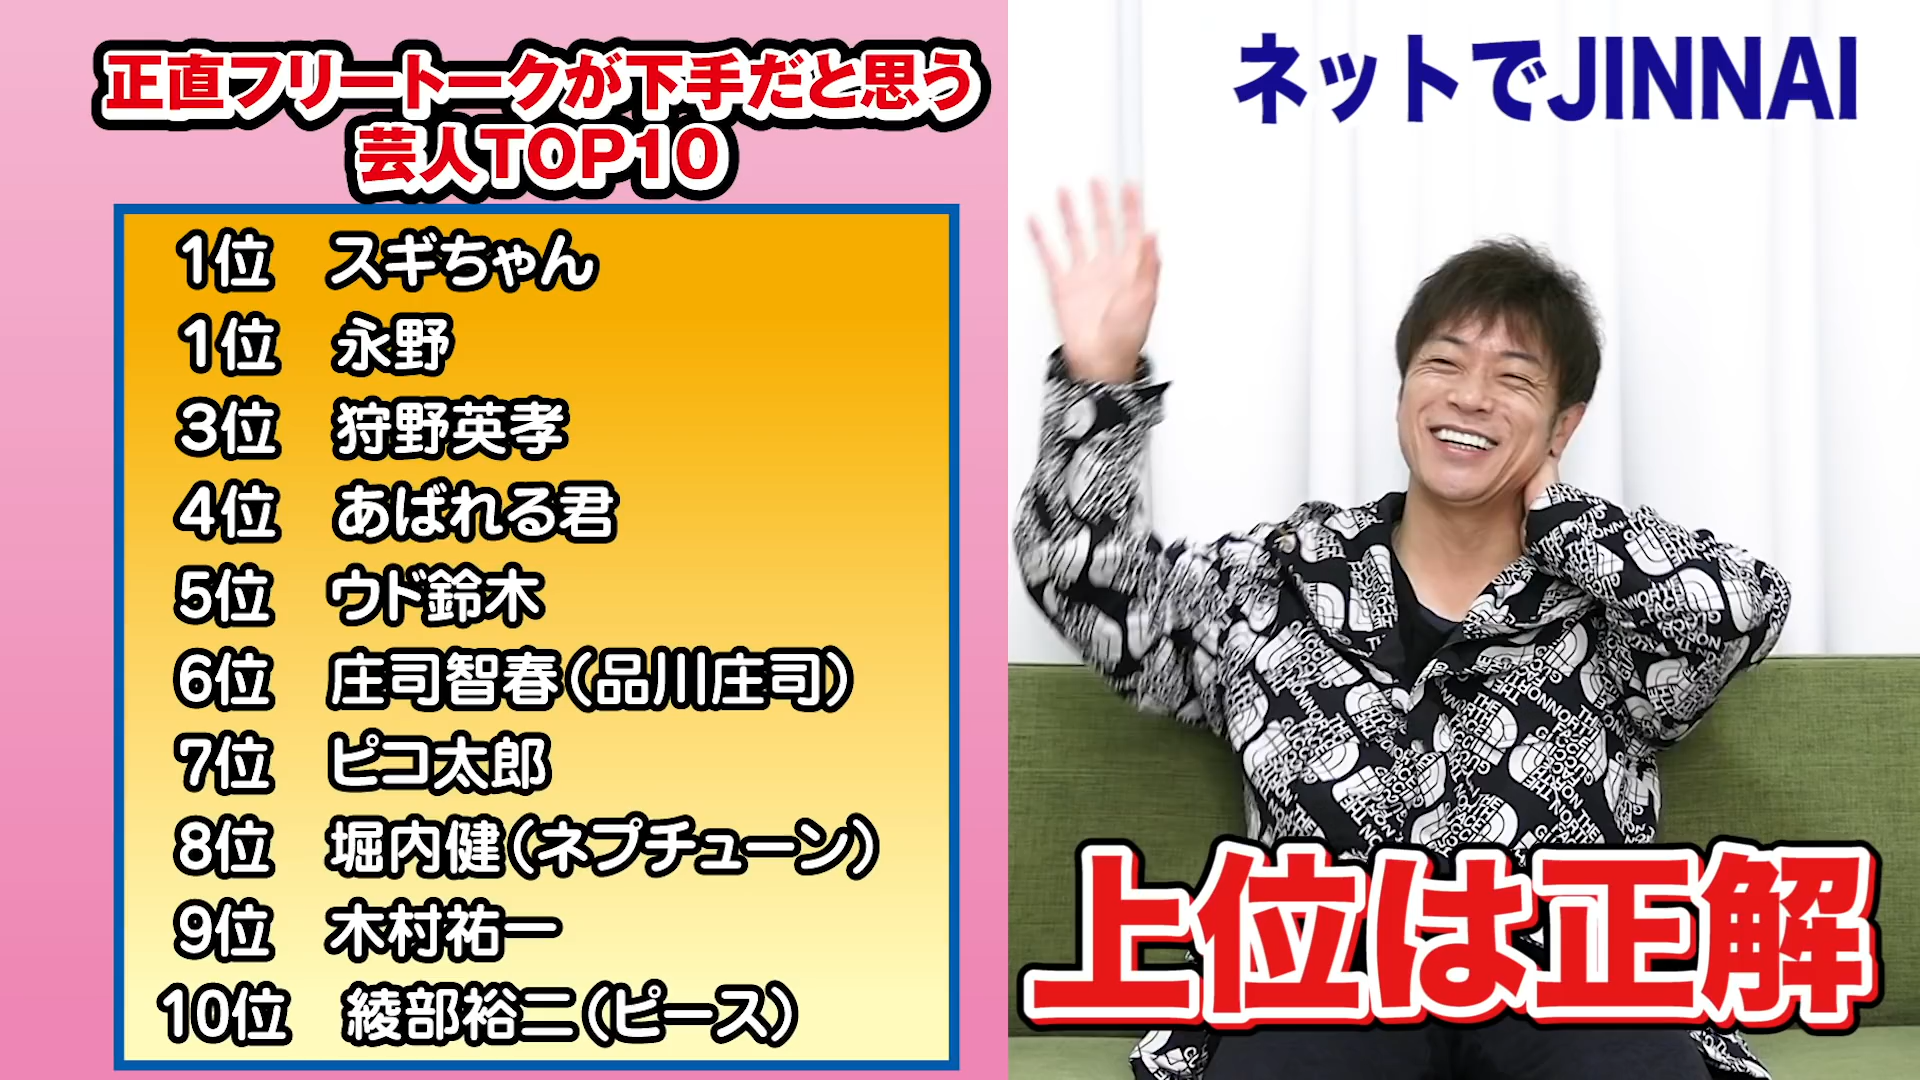 正直フリートークが下手だと思う
芸人TOP10
1位 スギちゃん
1位 永野
3位 狩野英孝
4位 あばれる君
5位 ウド鈴木
6位 庄司智春(品川庄司)
7位 ピコ太郎
8位 堀内健(ネプチューン)
9位 木村祐一
10位 綾部裕二(ピース)
ネットでJINNAI
THE NORTH FACE
GUCCI
上位は正解